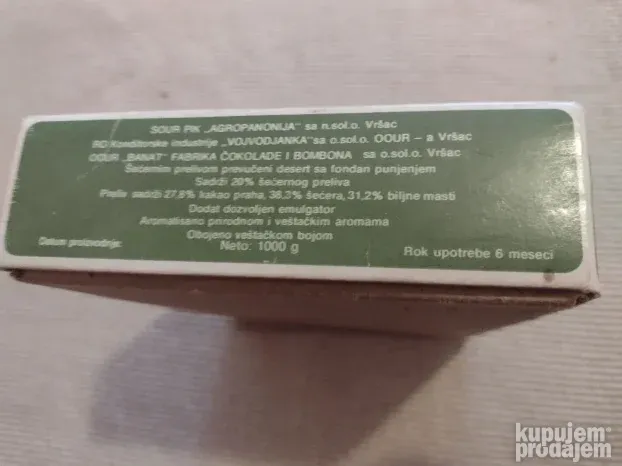 SOUR PIK „AGROPANONIJA" sa n.sol.o. Vršac
RO Konditorske industrije „VOJVODJANKA" sa o.sol.o. OOUR – a Vršac
OOUR „BANAT" FABRIKA ČOKOLADE I BOMBONA sa o.sol.o. Vršac
Šećernim prelivom prevučeni desert sa fondan punjenjem
Sadrži 20% šećernog preliva
Preliv sadrži 27,6% kakao praha, 38,3% šećera, 31,2% biljne masti
Dodat dozvoljen emulgator
Aromatisano prirodnom i veštačkim aromama
Obojeno veštačkom bojom
Datum proizvodnje:
Neto: 1000 g
Rok upotrebe 6 meseci
kupujem
prodajem